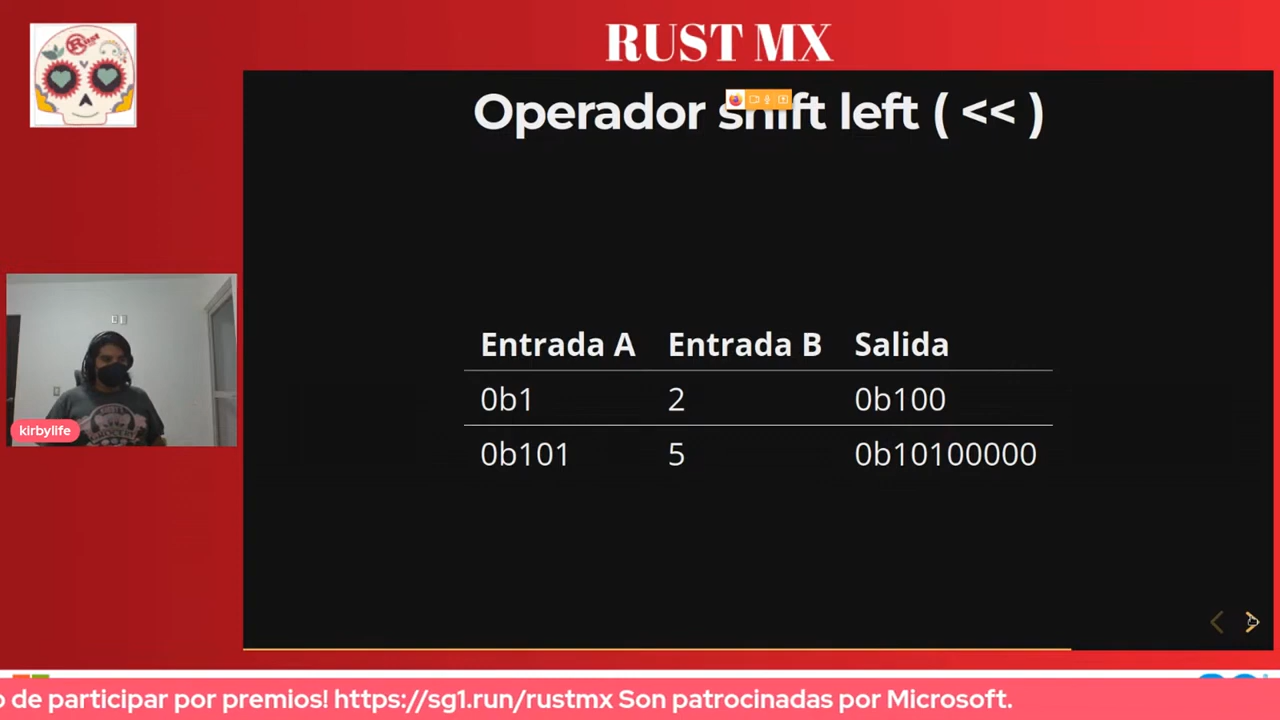 RUST MX
Rust
Operador shift left ( << )
Entrada A Entrada B Salida
0b1 2 0b100
0b101 5 0b10100000
kirbylife
o de participar por premios! https://sg1.run/rustmx Son patrocinadas por Microsoft.